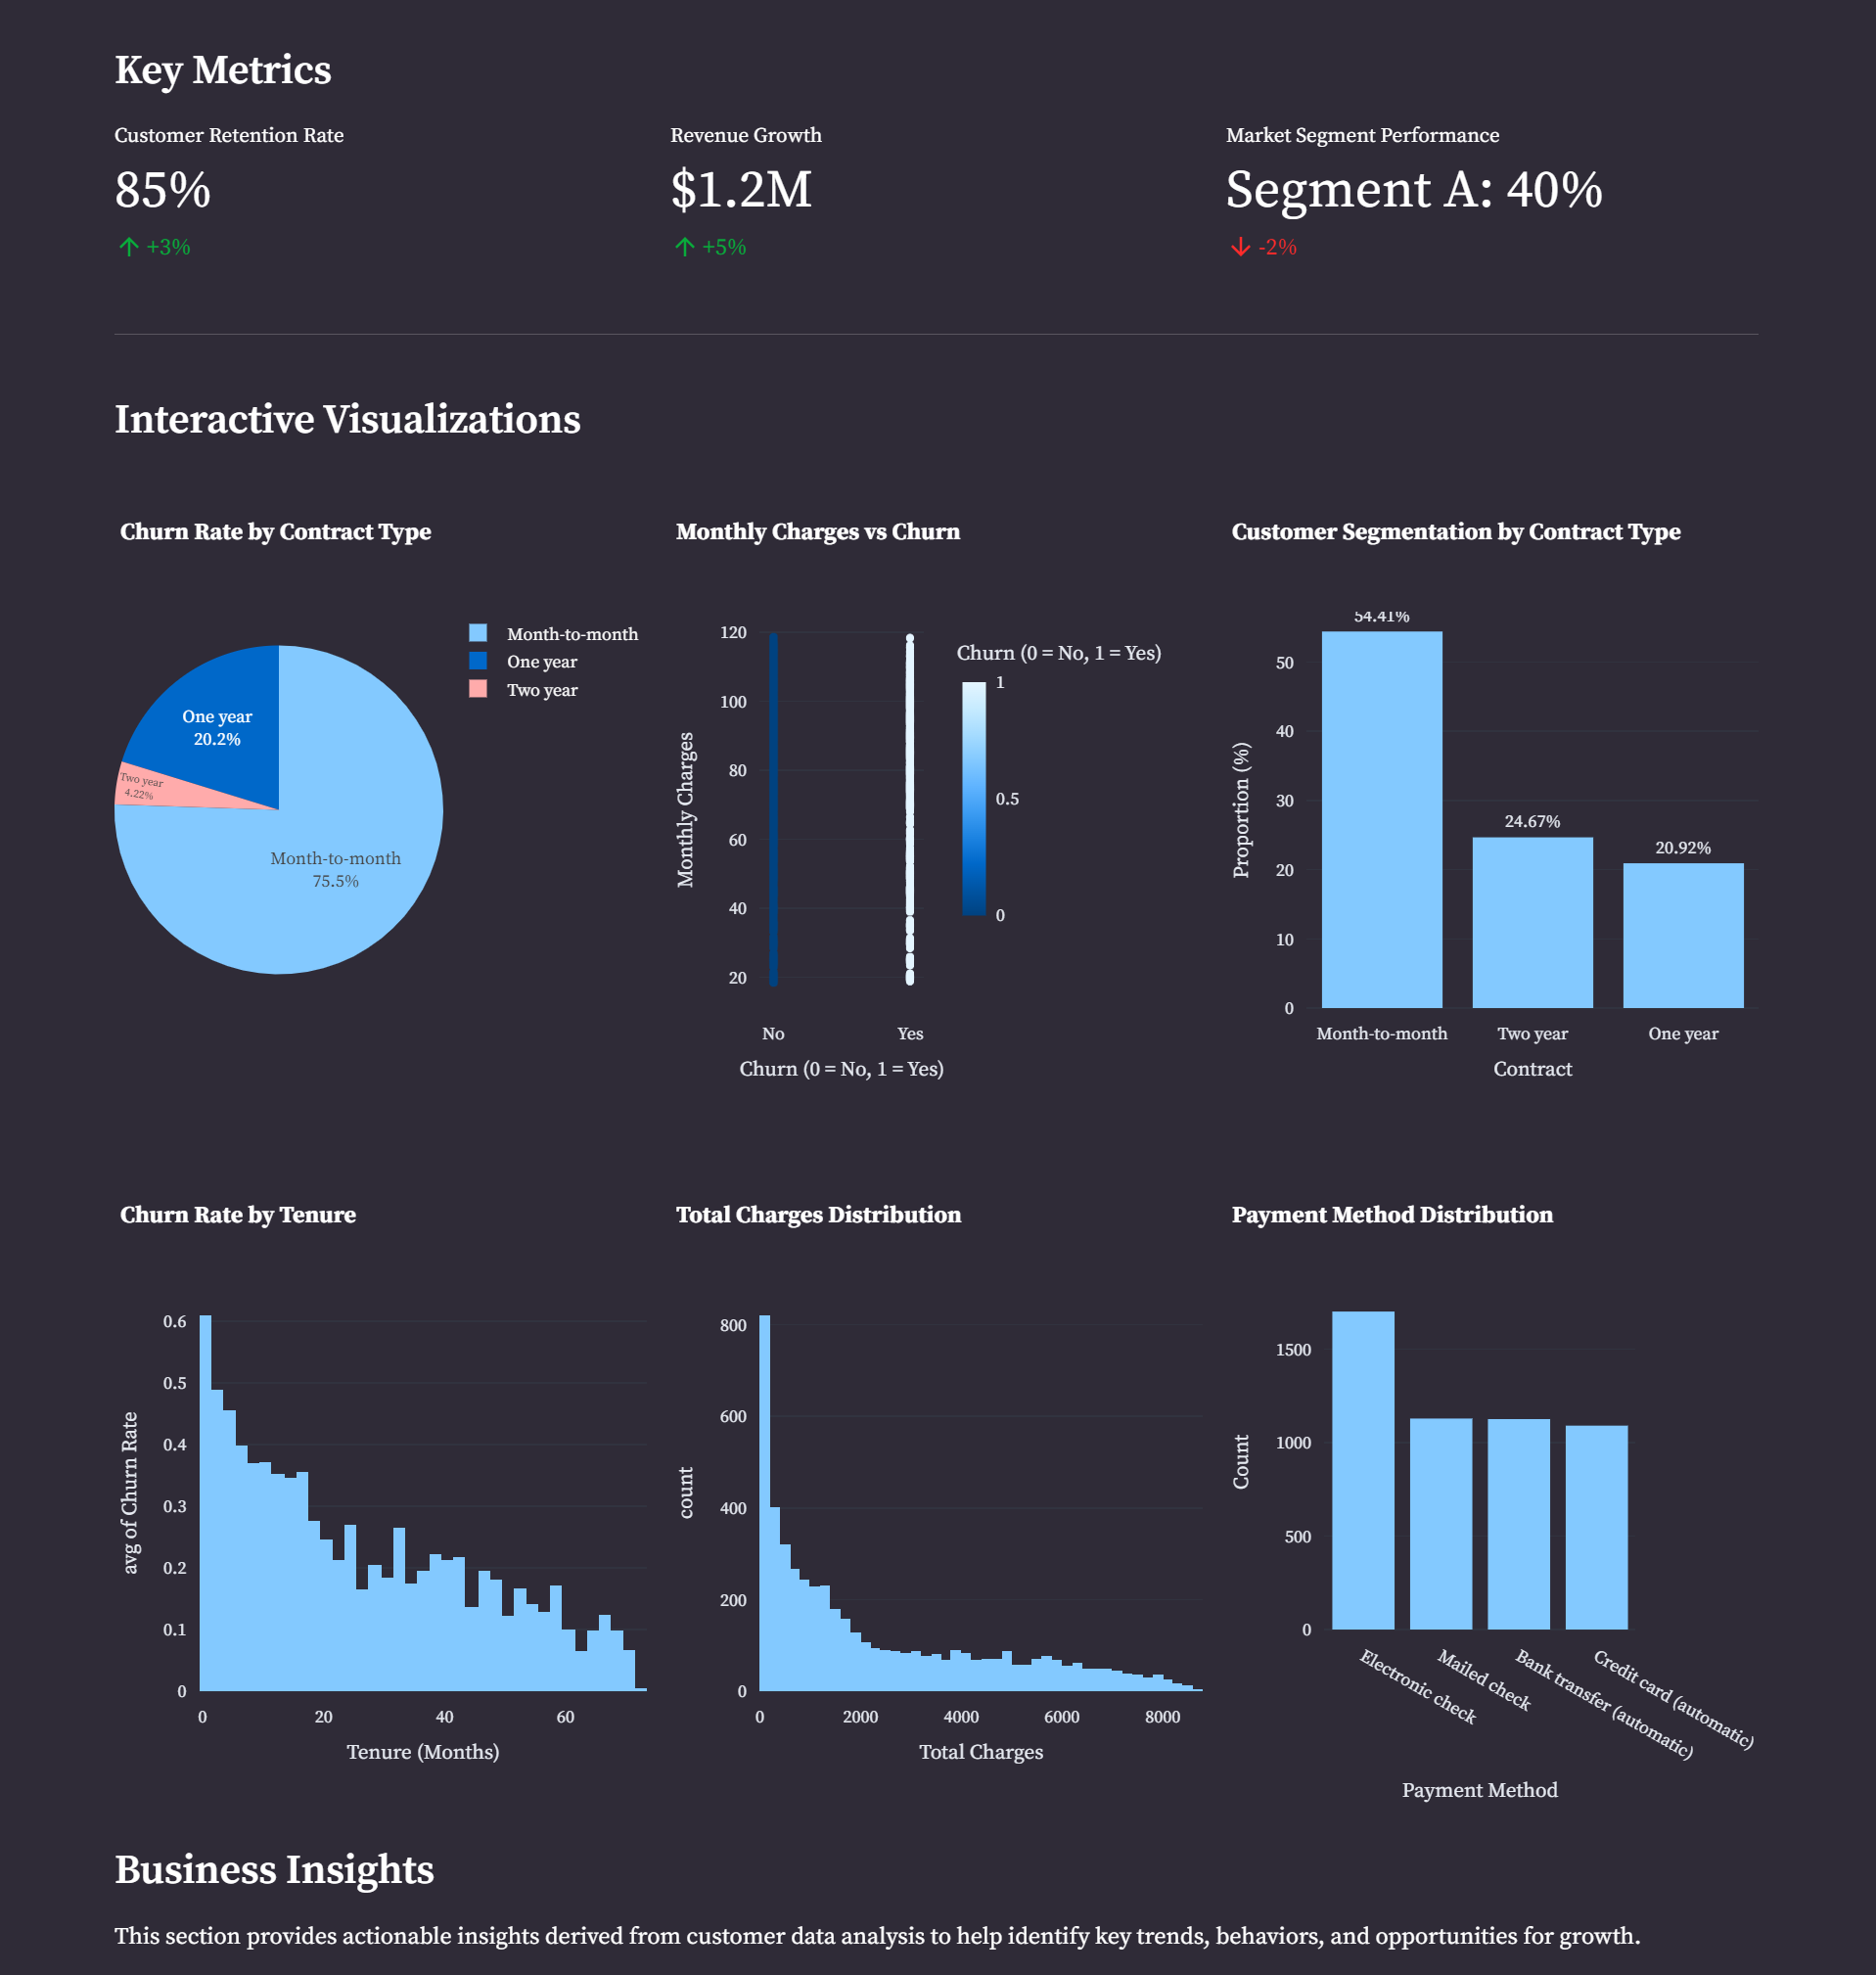 Key Metrics
Customer Retention Rate
85%
+3%
Revenue Growth
$1.2M
+5%
Market Segment Performance
Segment A: 40%
-2%
Interactive Visualizations
Churn Rate by Contract Type
Month-to-month
One year
Two year
One year
20.2%
Two year
4.22%
Month-to-month
75.5%
Monthly Charges vs Churn
Monthly Charges
120
100
80
60
40
20
No
Yes
Churn (0 = No, 1 = Yes)
Churn (0 = No, 1 = Yes)
1
0.5
0
Customer Segmentation by Contract Type
Proportion (%)
50
40
30
20
10
0
54.41%
24.67%
20.92%
Month-to-month
Two year
One year
Contract
Churn Rate by Tenure
avg of Churn Rate
0.6
0.5
0.4
0.3
0.2
0.1
0
0
20
40
60
Tenure (Months)
Total Charges Distribution
count
800
600
400
200
0
0
2000
4000
6000
8000
Total Charges
Payment Method Distribution
Count
1500
1000
500
0
Electronic check
Mailed check
Bank transfer (automatic)
Credit card (automatic)
Payment Method
Business Insights
This section provides actionable insights derived from customer data analysis to help identify key trends, behaviors, and opportunities for growth.